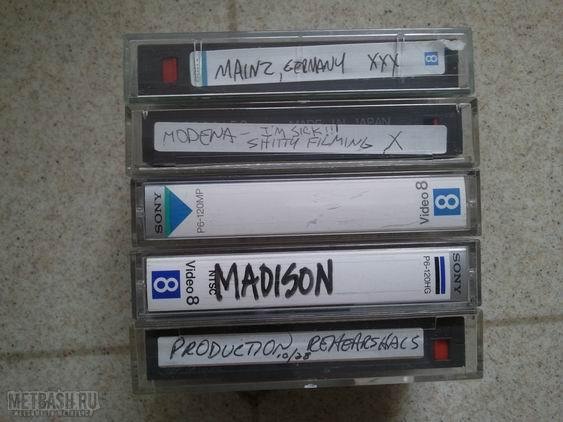 MAINZ, GERMANY XXX
8
MADE IN JAPAN
MODENA - I'M SICK!!!
SHITTY FILMING X
SONY
P6-120MP
Video 8
8
8
Video 8
NTSC
MADISON
P6-120HG
SONY
PRODUCTION REHEARSHALS
10/28
METBASH.RU